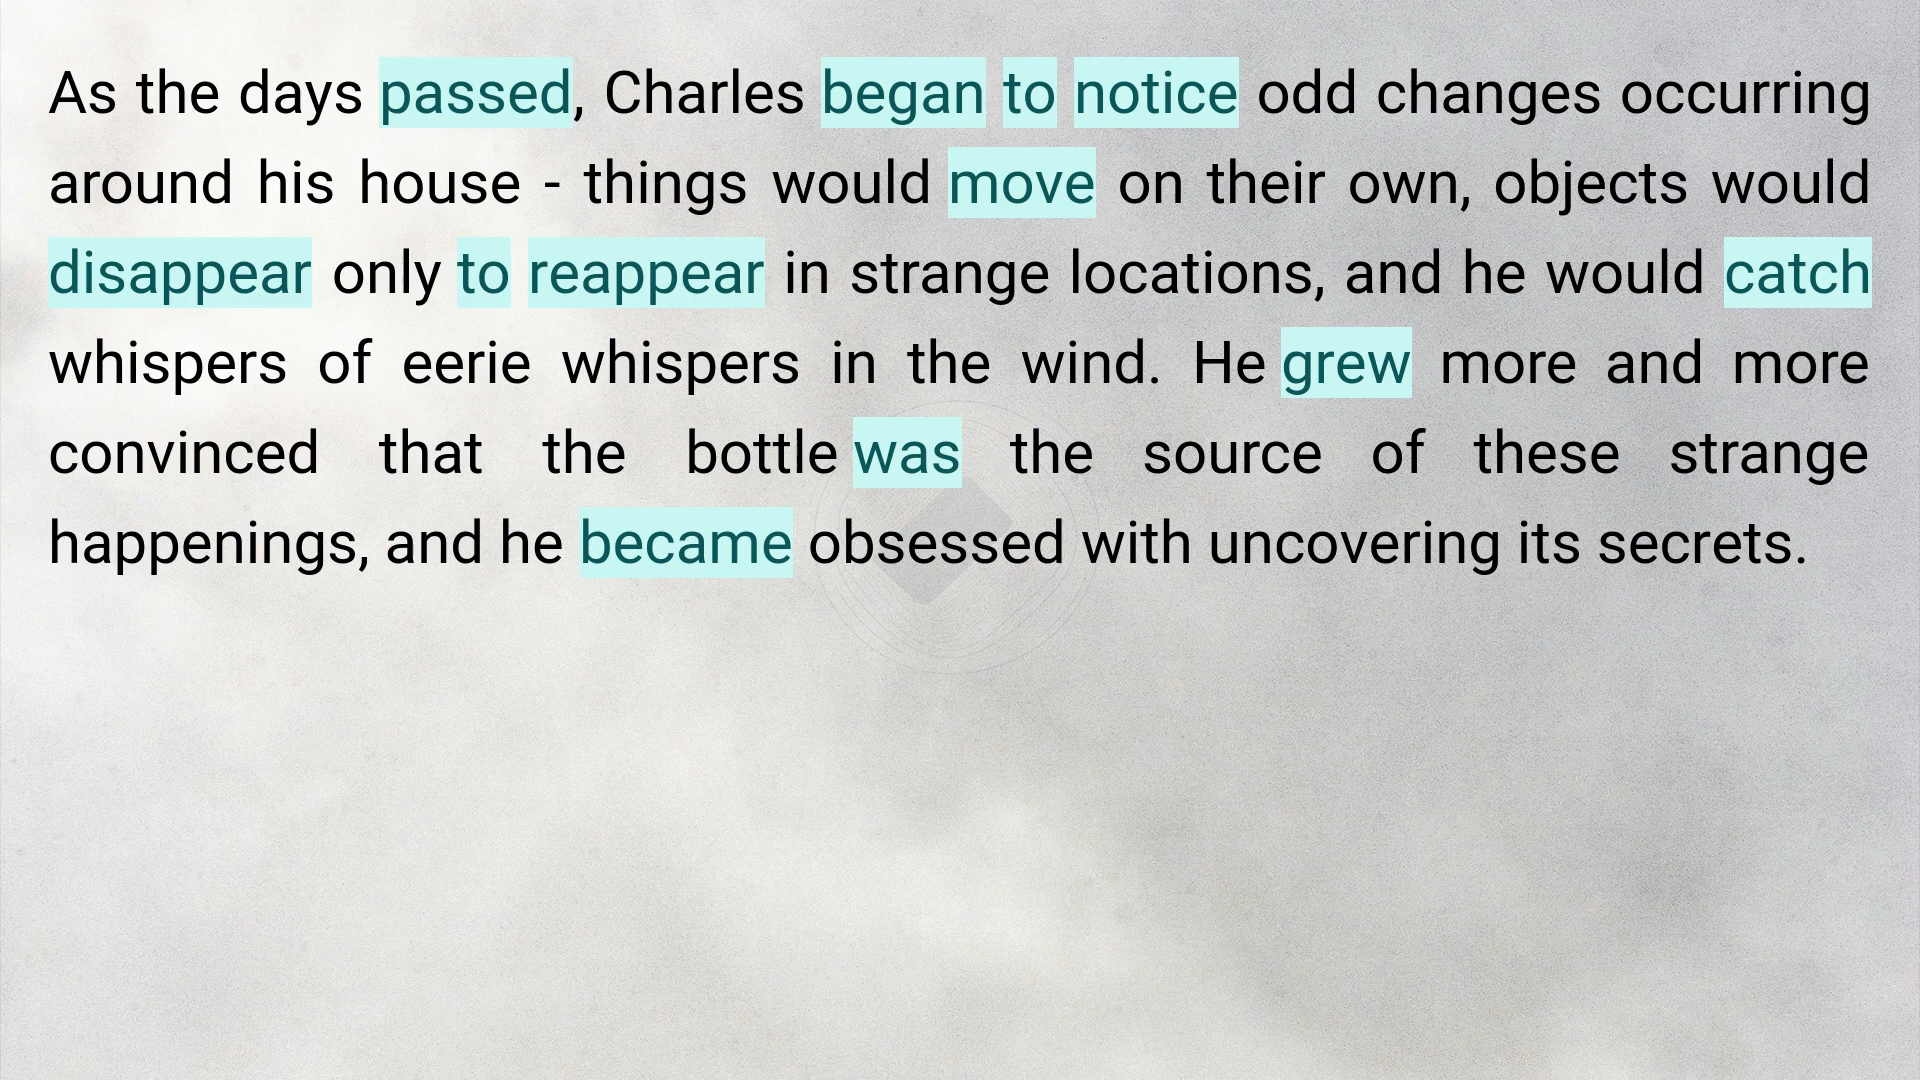 As the days passed, Charles began to notice odd changes occurring
around his house - things would move on their own, objects would
disappear only to reappear in strange locations, and he would catch
whispers of eerie whispers in the wind. He grew more and more
convinced that the bottle was the source of these strange
happenings, and he became obsessed with uncovering its secrets.